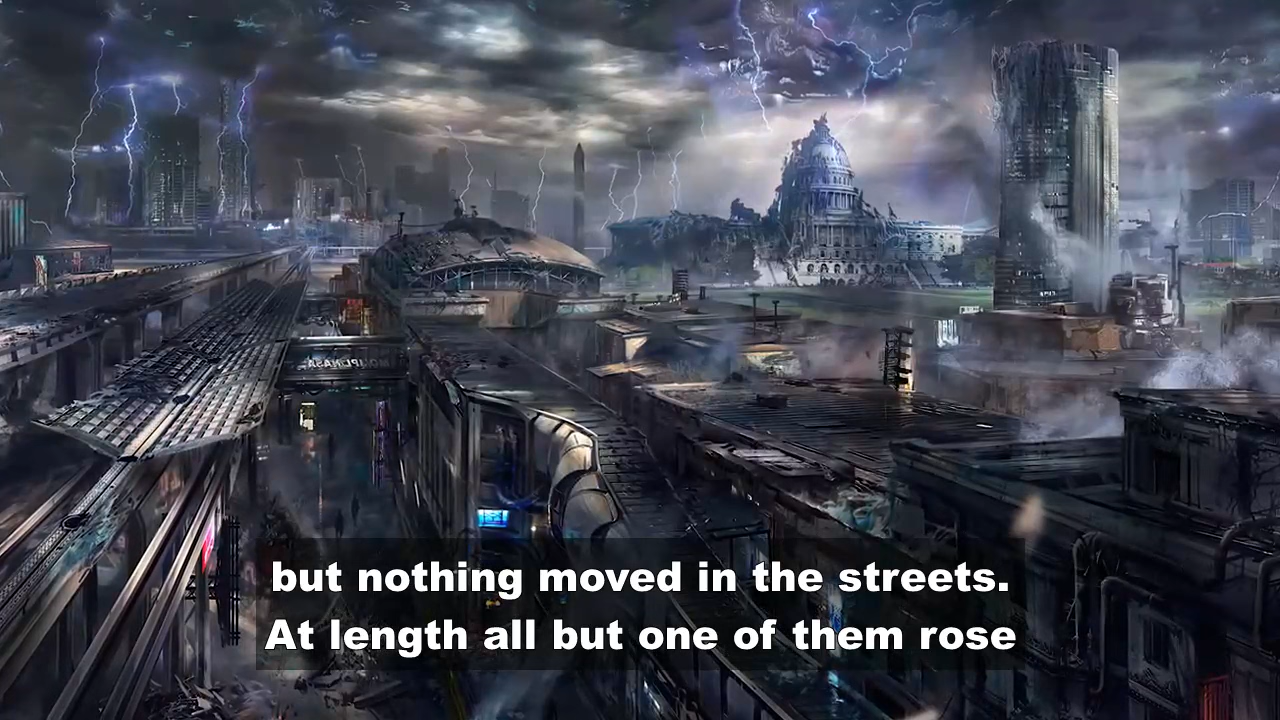 but nothing moved in the streets.
At length all but one of them rose